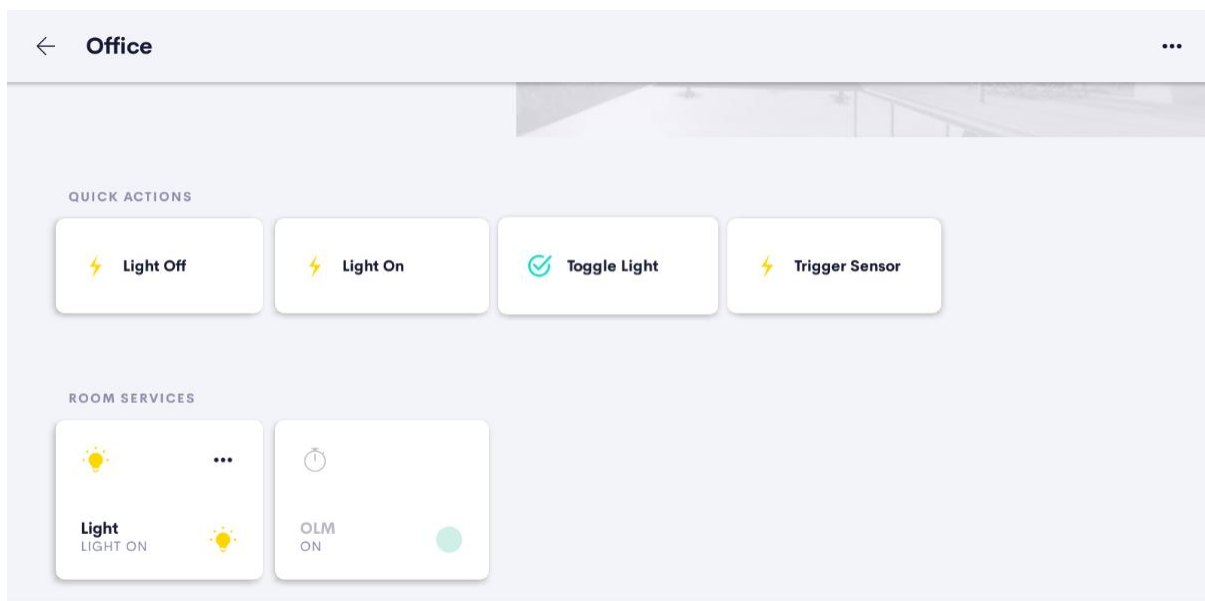 Office
QUICK ACTIONS
Light Off
Light On
Toggle Light
Trigger Sensor
ROOM SERVICES
Light
LIGHT ON
OLM
ON